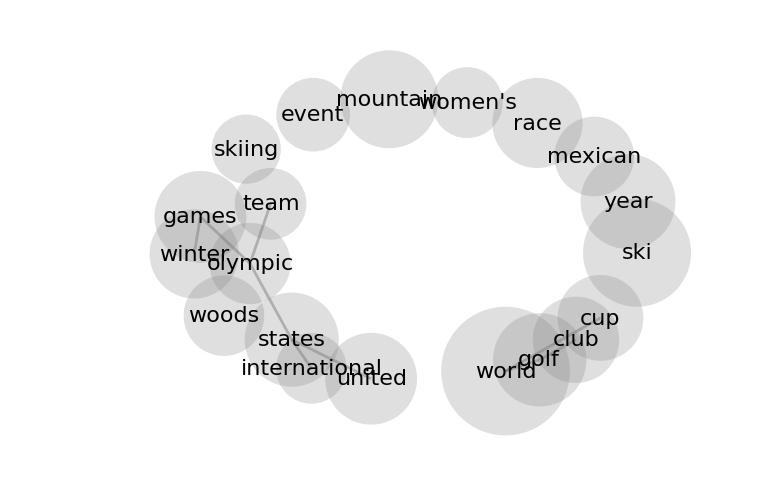 mountain
women's
event
race
skiing
mexican
team
year
games
ski
winter
olympic
woods
cup
states
club
golf
international
world
united